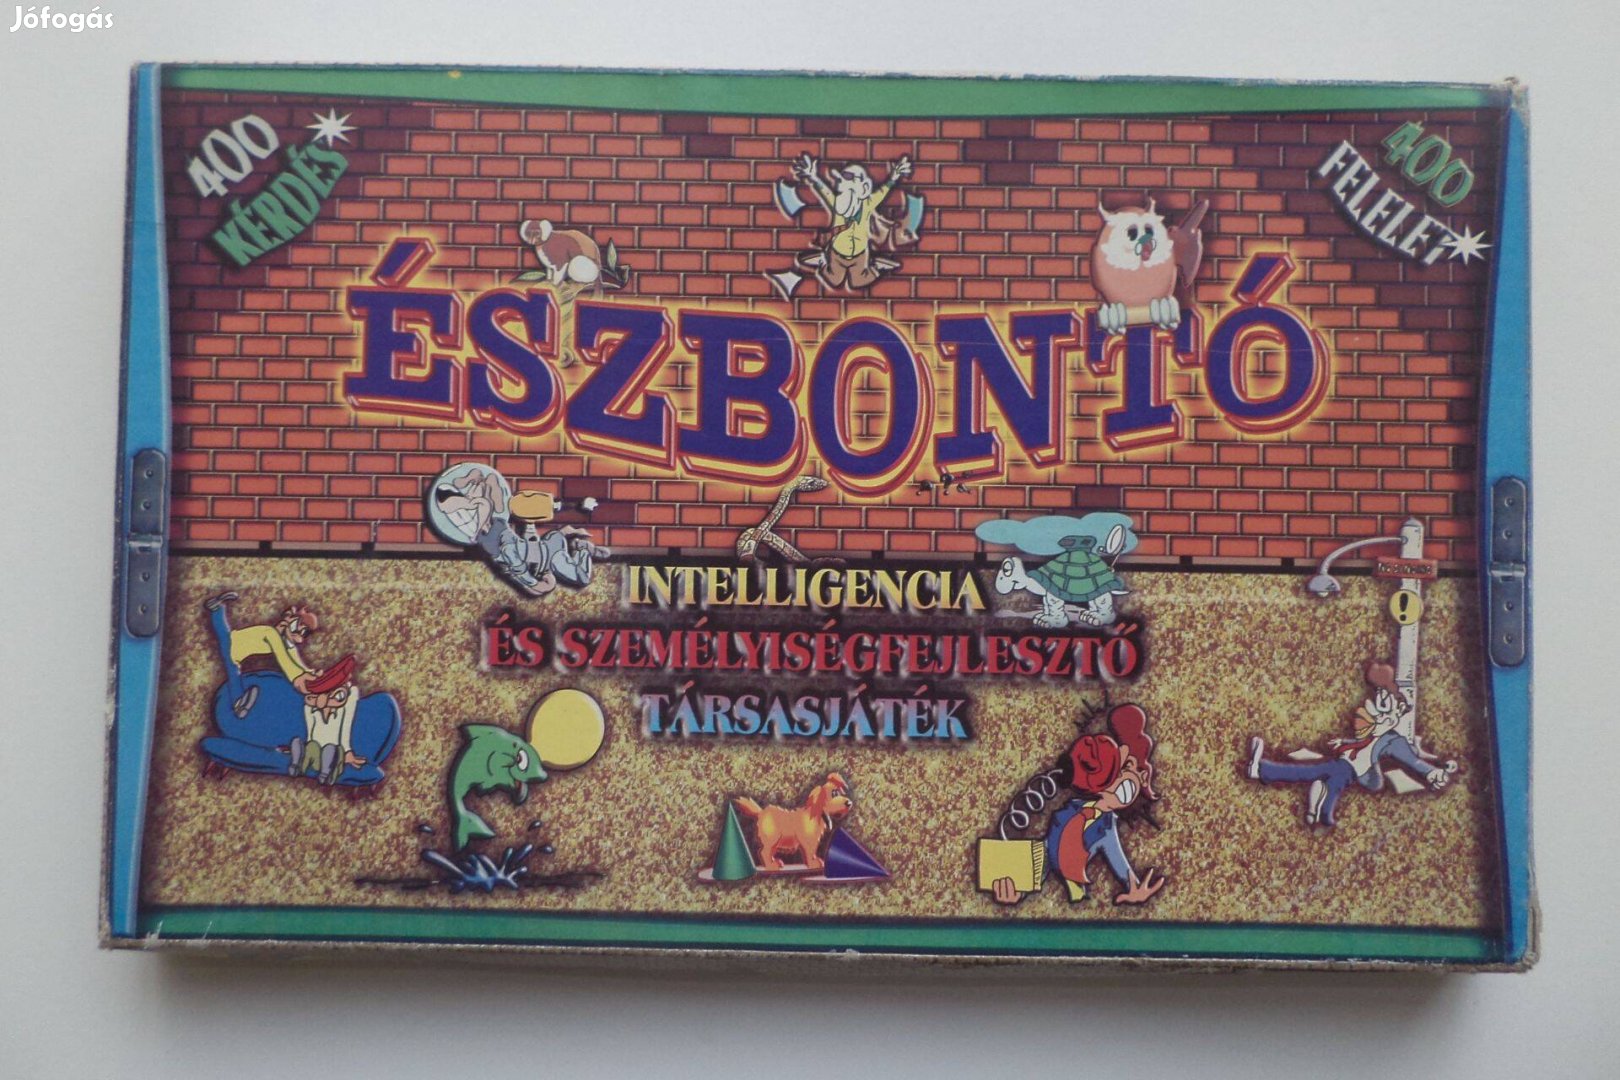 Jófogás
400
KÉRDÉS
400
FELELET
ÉSZBONTÓ
INTELLIGENCIA
ÉS SZEMÉLYISÉGFEJLESZTŐ
TÁRSASJÁTÉK
!